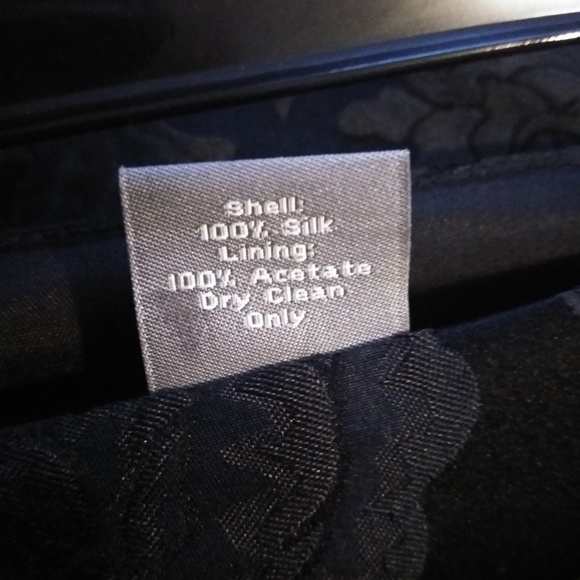 Shell:
100% Silk
Lining:
100% Acetate
Dry Clean
Only